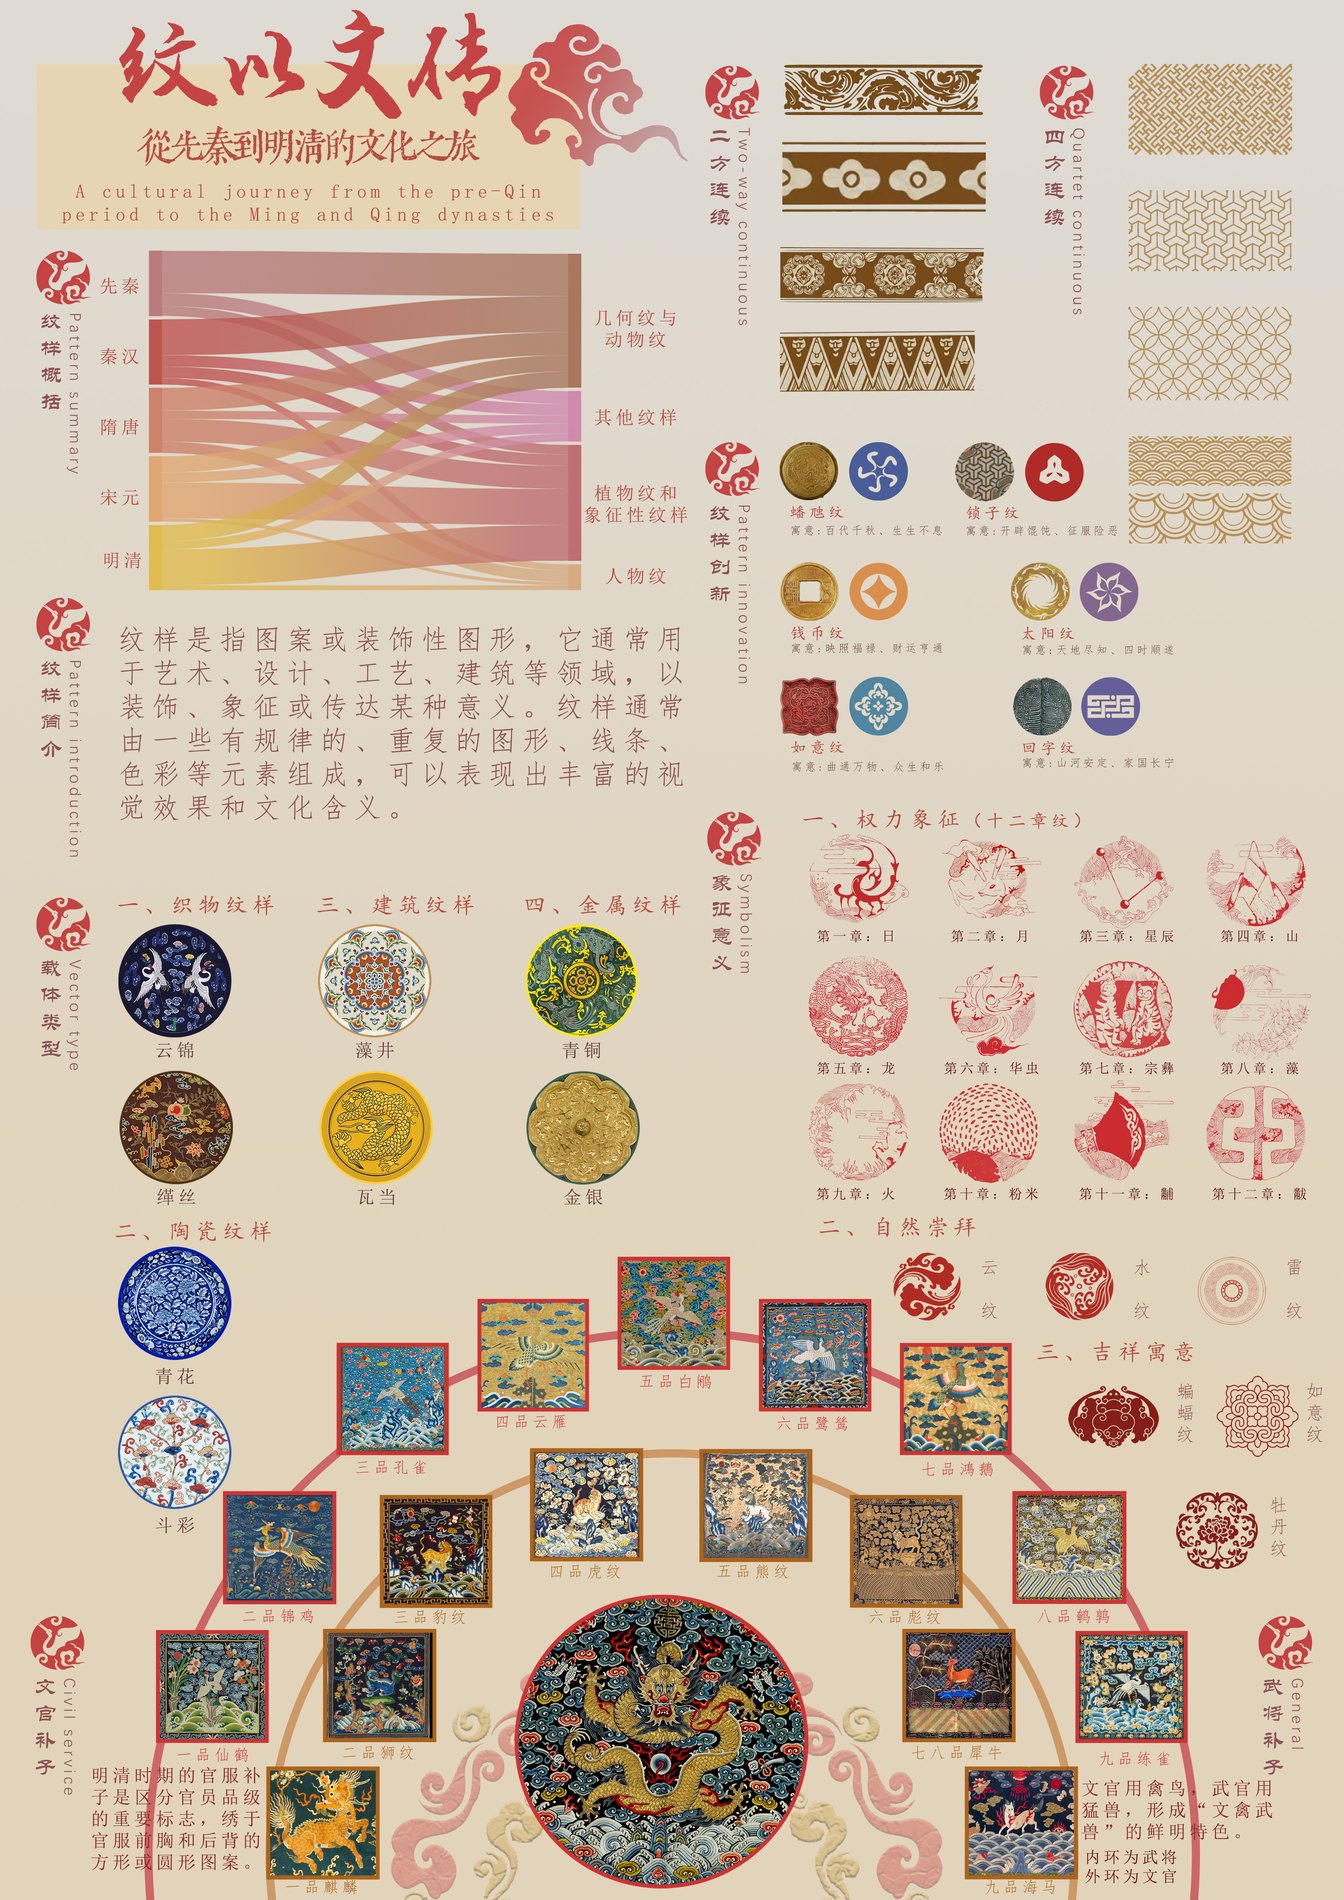 纹以文传
從先秦到明清的文化之旅
A cultural journey from the pre-Qin
period to the Ming and Qing dynasties
纹样概括
Pattern summary
先秦
秦汉
隋唐
宋元
明清
几何纹与
动物纹
其他纹样
植物纹和
象征性纹样
人物纹
纹样简介
Pattern introduction
纹样是指图案或装饰性图形，它通常用
于艺术、设计、工艺、建筑等领域，以
装饰、象征或传达某种意义。纹样通常
由一些有规律的、重复的图形、线条、
色彩等元素组成，可以表现出丰富的视
觉效果和文化含义。
载体类型
Vector type
一、织物纹样
云锦
缂丝
二、陶瓷纹样
青花
斗彩
三、建筑纹样
藻井
瓦当
四、金属纹样
青铜
金银
二方连续
Two-way continuous
四方连续
Quartet continuous
纹样创新
Pattern innovation
蟠虺纹
寓意:百代千秋、生生不息
锁子纹
寓意:开辟馄饨、征服险恶
钱币纹
寓意:映照福禄、财运亨通
太阳纹
寓意:天地尽知、四时顺遂
如意纹
寓意:曲通万物、众生和乐
回字纹
寓意:山河安定、家国长宁
象征意义
Symbolism
一、权力象征（十二章纹）
第一章：日
第二章：月
第三章：星辰
第四章：山
第五章：龙
第六章：华虫
第七章：宗彝
第八章：藻
第九章：火
第十章：粉米
第十一章：黼
第十二章：黻
二、自然崇拜
云纹
水纹
雷纹
三、吉祥寓意
蝙蝠纹
如意纹
牡丹纹
文官补子
Civil service
明清时期的官服补
子是区分官员品级
的重要标志，绣于
官服前胸和后背的
方形或圆形图案。
一品仙鹤
二品锦鸡
三品孔雀
四品云雁
五品白鹇
六品鹭鸶
七品鸿鹅
八品鹌鹑
九品练雀
一品麒麟
二品狮纹
三品豹纹
四品虎纹
五品熊纹
六品彪纹
七八品犀牛
九品海马
武将补子
General
文官用禽鸟，武官用
猛兽，形成“文禽武
兽”的鲜明特色。
内环为武将
外环为文官